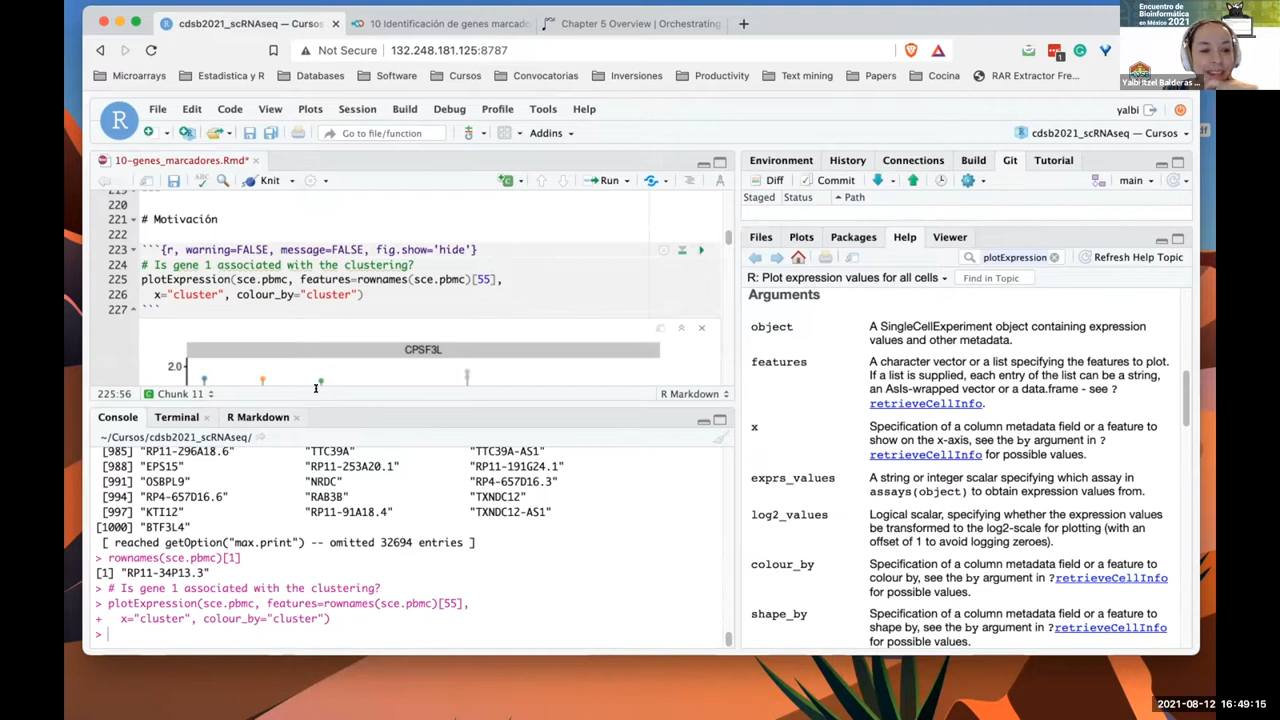 cdsb2021_scRNAseq — Cursos
10 Identificación de genes marcado
Chapter 5 Overview | Orchestrating
Encuentro de
Bioinformática
en México 2021
Not Secure | 132.248.181.125:8787
Microarrays
Estadistica y R
Databases
Software
Cursos
Convocatorias
Inversiones
Productivity
Text mining
Papers
Cocina
RAR Extractor Fre...
Yalbi Itzel Balderas ...
File Edit Code View Plots Session Build Debug Profile Tools Help
yalbi
Go to file/function
Addins
cdsb2021_scRNAseq — Cursos
10-genes_marcadores.Rmd*
Knit
Run
219
220
221 # Motivación
222
223 ```{r, warning=FALSE, message=FALSE, fig.show='hide'}
224 # Is gene 1 associated with the clustering?
225 plotExpression(sce.pbmc, features=rownames(sce.pbmc)[55],
226   x="cluster", colour_by="cluster")
227 ```
CPSF3L
2.0
225:56 Chunk 11 R Markdown
Console Terminal R Markdown
~/Cursos/cdsb2021_scRNAseq/
[985] "RP11-296A18.6" "TTC39A" "TTC39A-AS1"
[988] "EPS15" "RP11-253A20.1" "RP11-191G24.1"
[991] "OSBPL9" "NRDC" "RP4-657D16.3"
[994] "RP4-657D16.6" "RAB3B" "TXNDC12"
[997] "KTI12" "RP11-91A18.4" "TXNDC12-AS1"
[1000] "BTF3L4"
[ reached getOption("max.print") -- omitted 32694 entries ]
> rownames(sce.pbmc)[1]
[1] "RP11-34P13.3"
> # Is gene 1 associated with the clustering?
> plotExpression(sce.pbmc, features=rownames(sce.pbmc)[55],
+   x="cluster", colour_by="cluster")
>
Environment History Connections Build Git Tutorial
Diff Commit main
Staged Status Path
Files Plots Packages Help Viewer
plotExpression Refresh Help Topic
R: Plot expression values for all cells Find in Topic
Arguments
object A SingleCellExperiment object containing expression
values and other metadata.
features A character vector or a list specifying the features to plot.
If a list is supplied, each entry of the list can be a string,
an AsIs-wrapped vector or a data.frame - see ?
retrieveCellInfo.
x Specification of a column metadata field or a feature to
show on the x-axis, see the by argument in ?
retrieveCellInfo for possible values.
exprs_values A string or integer scalar specifying which assay in
assays(object) to obtain expression values from.
log2_values Logical scalar, specifying whether the expression values
be transformed to the log2-scale for plotting (with an
offset of 1 to avoid logging zeroes).
colour_by Specification of a column metadata field or a feature to
colour by, see the by argument in ?retrieveCellInfo
for possible values.
shape_by Specification of a column metadata field or a feature to
shape by, see the by argument in ?retrieveCellInfo
for possible values.
2021-08-12 16:49:15